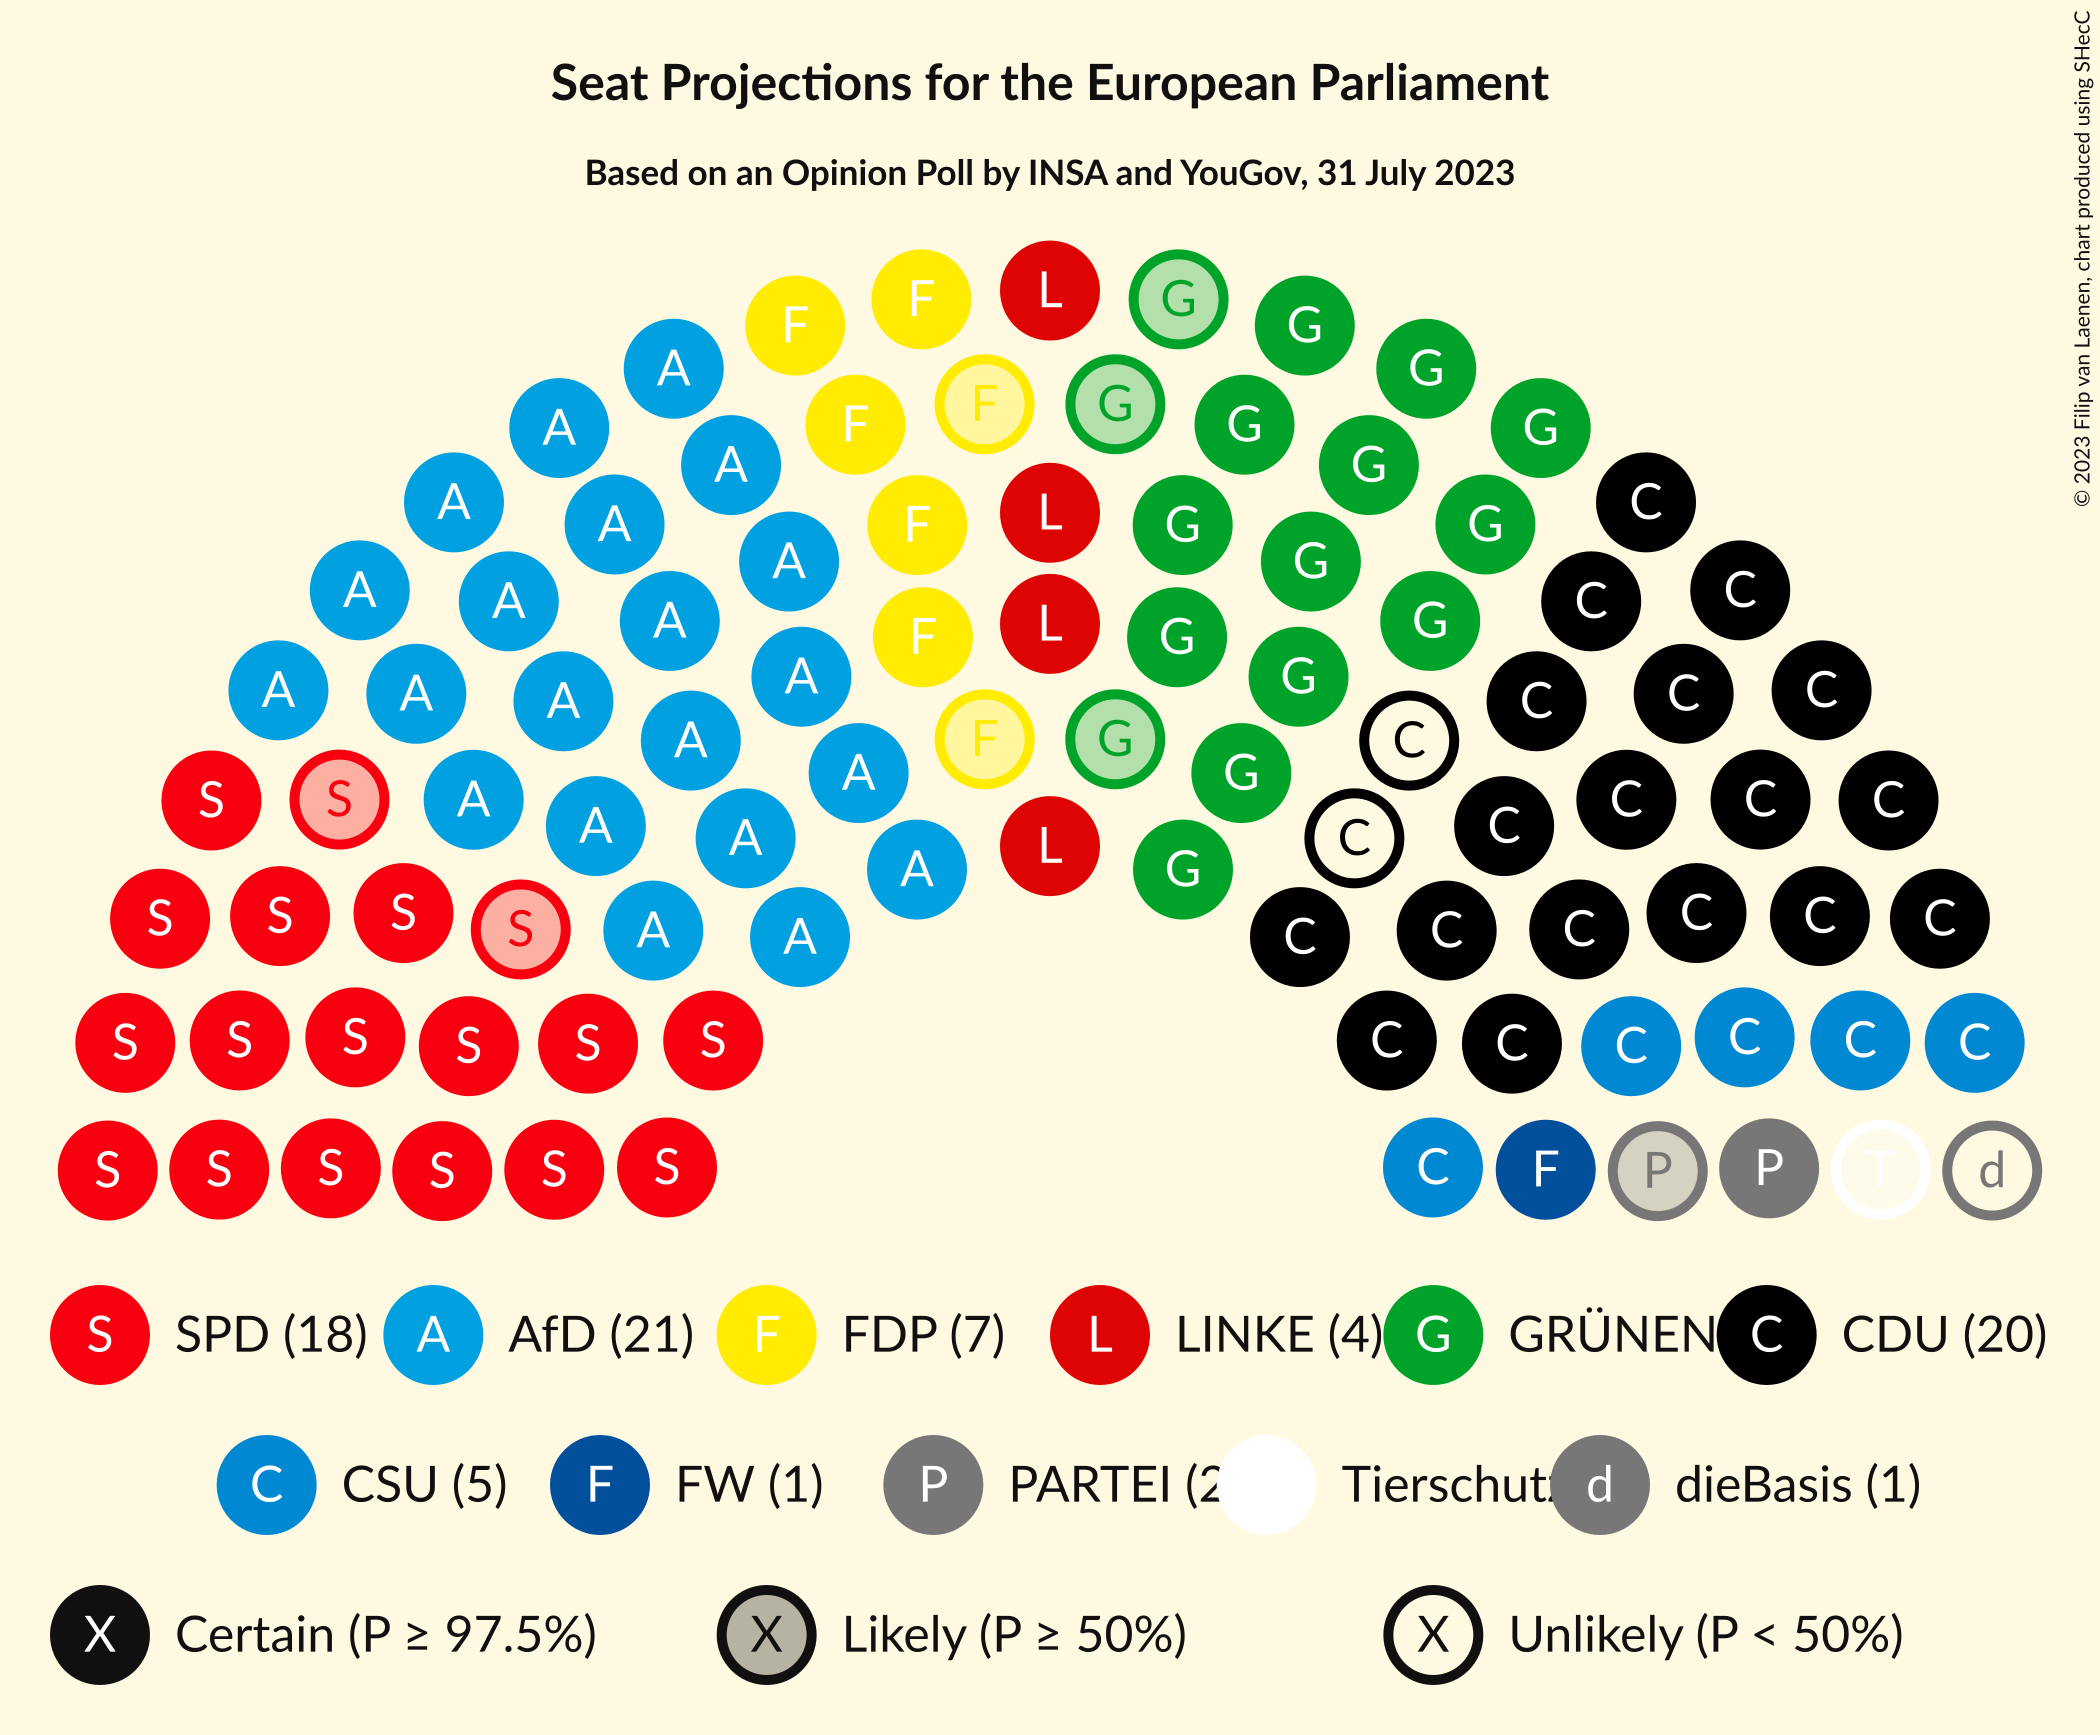 Seat Projections for the European Parliament
Based on an Opinion Poll by INSA and YouGov, 31 July 2023
© 2023 Filip van Laenen, chart produced using SHecC
F F L G G
A G
A F F G G G
A G
A A F L G G C
A G
A A A F L G G C C
A A A A G C C C
A F G C
S S A A G C C C
A A A L G C C
S S S S A A C C C C C C
S S S S S S C C C C C C
S S S S S S C F P P T d
S SPD (18) A AfD (21) F FDP (7) L LINKE (4) G GRÜNEN C CDU (20)
C CSU (5) F FW (1) P PARTEI (2 Tierschutz d dieBasis (1)
X Certain (P ≥ 97.5%) X Likely (P ≥ 50%) X Unlikely (P < 50%)